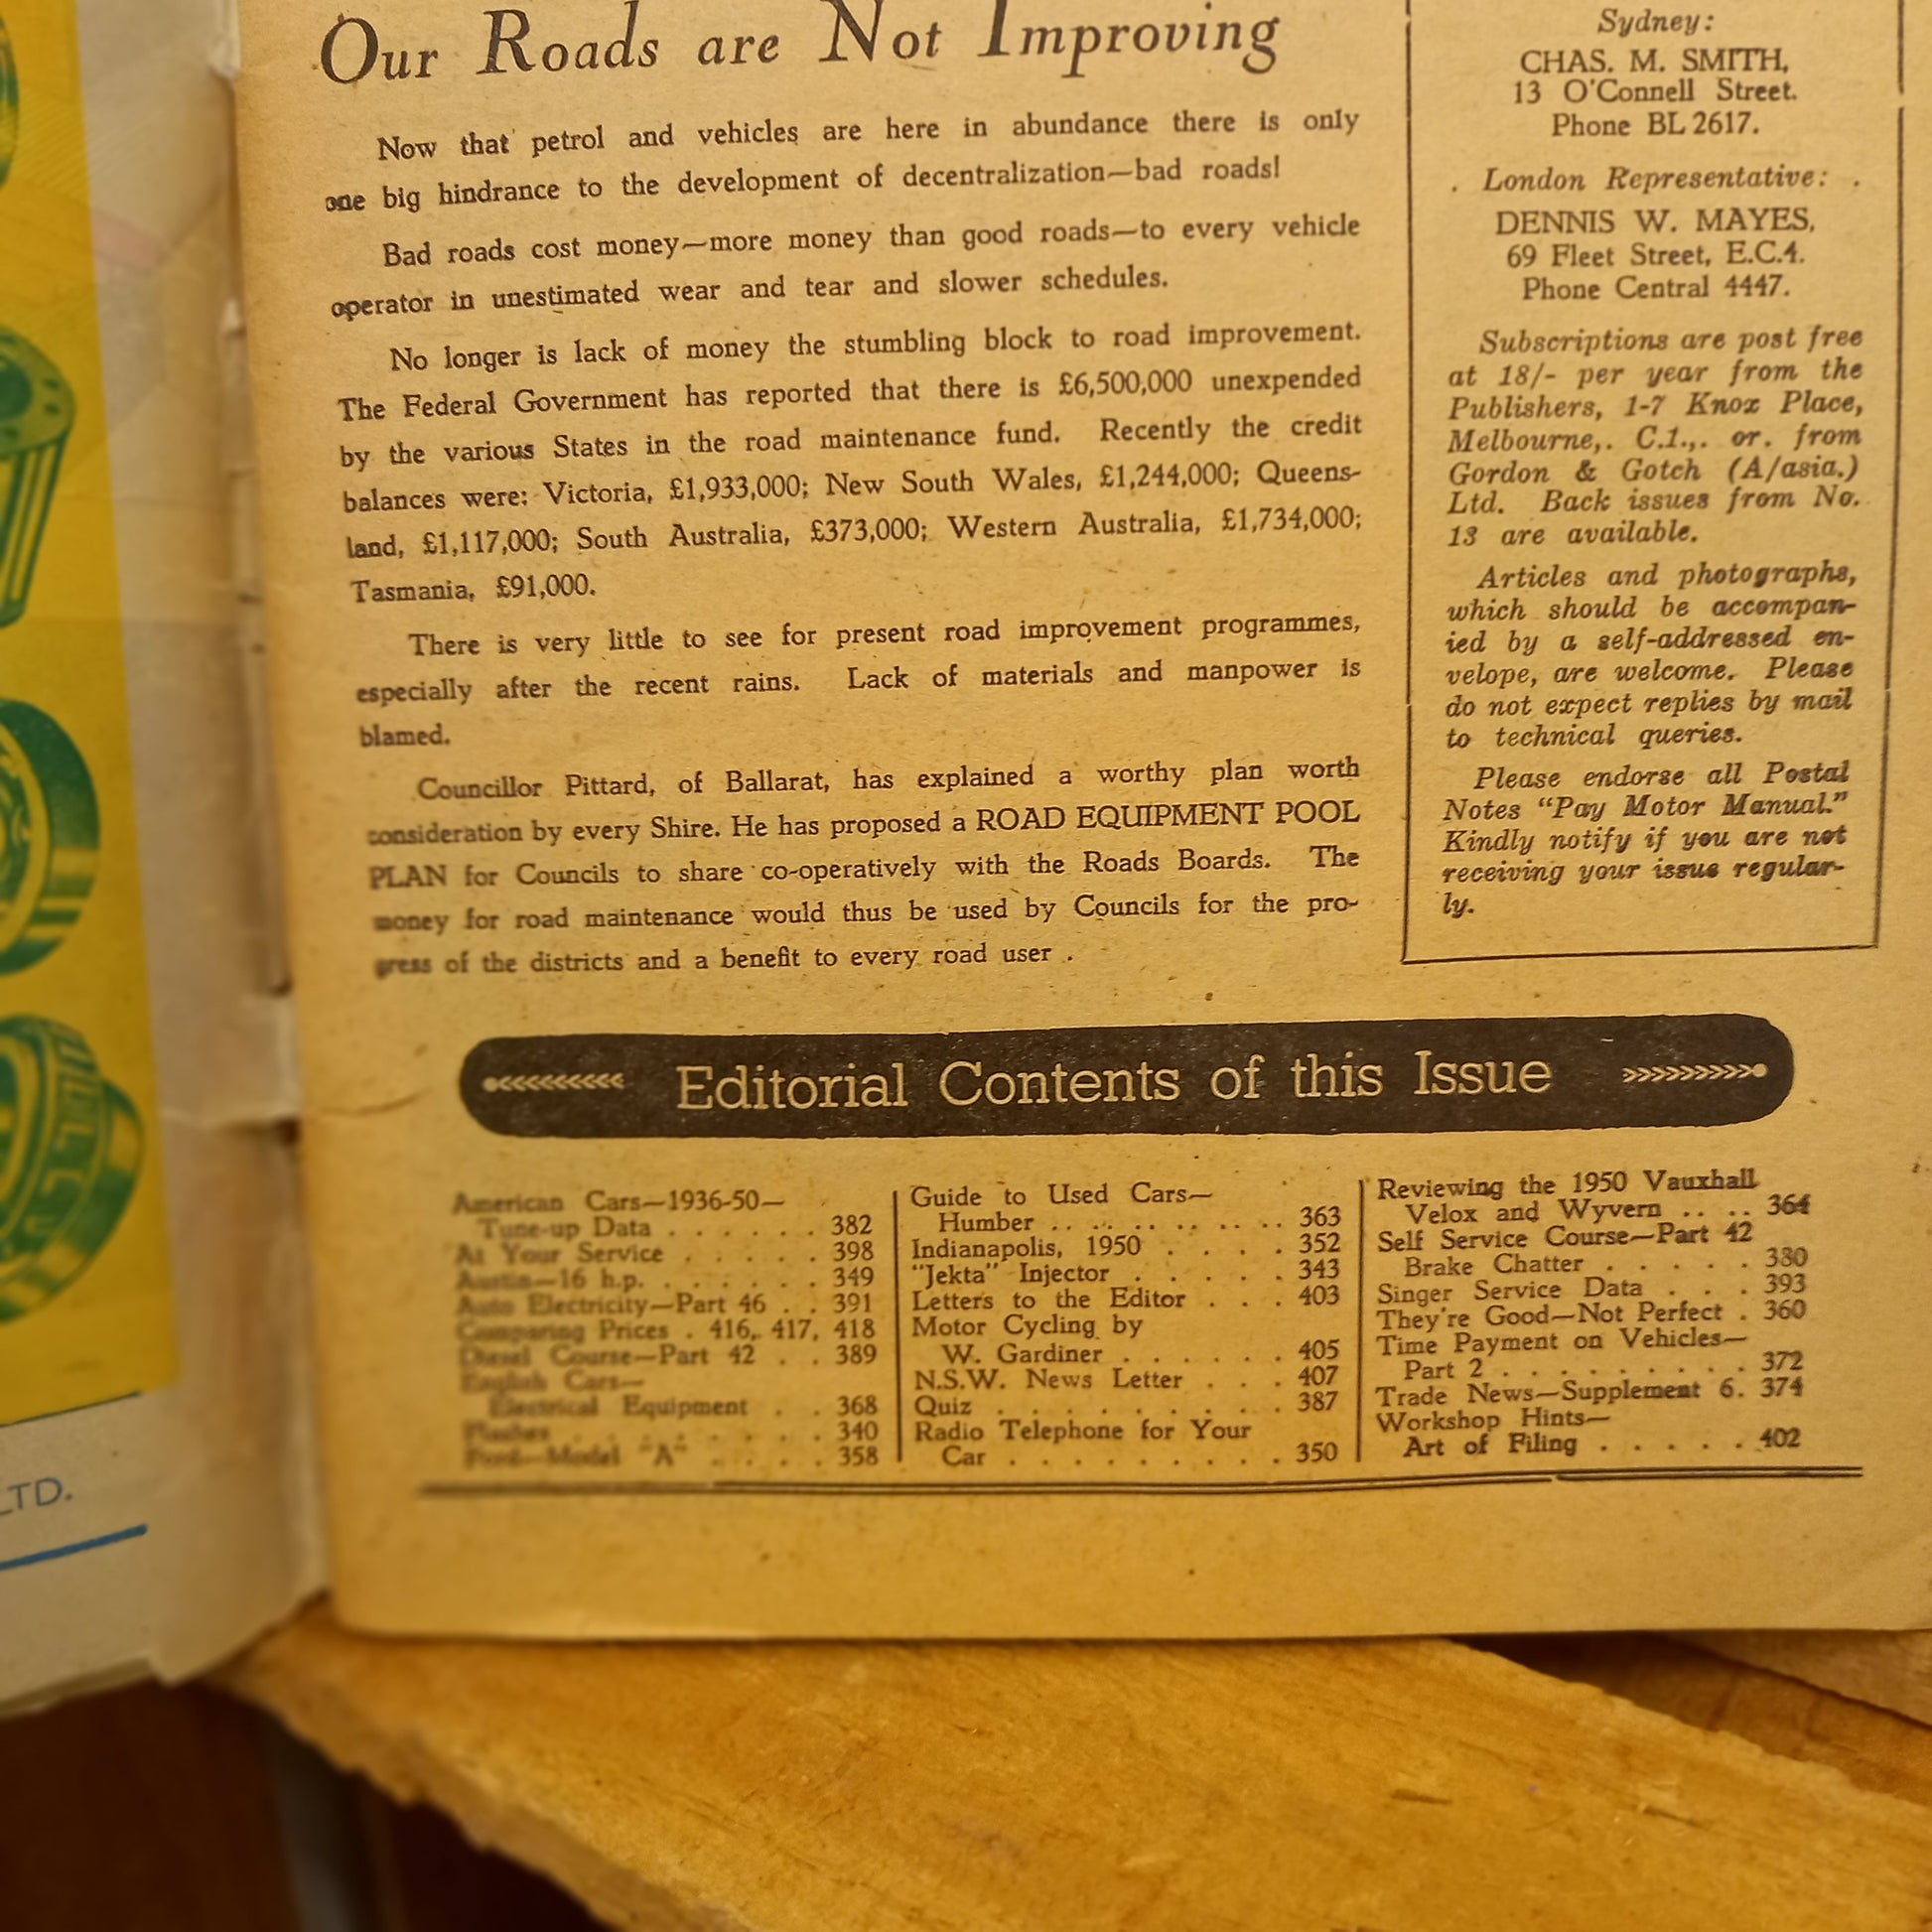 LTD.
Our Roads are Not Improving
Now that petrol and vehicles are here in abundance there is only
one big hindrance to the development of decentralization—bad roads!
Bad roads cost money—more money than good roads—to every vehicle
operator in unestimated wear and tear and slower schedules.
No longer is lack of money the stumbling block to road improvement.
The Federal Government has reported that there is £6,500,000 unexpended
by the various States in the road maintenance fund. Recently the credit
balances were: Victoria, £1,933,000; New South Wales, £1,244,000; Queens-
land, £1,117,000; South Australia, £373,000; Western Australia, £1,734,000;
Tasmania, £91,000.
There is very little to see for present road improvement programmes,
especially after the recent rains. Lack of materials and manpower is
blamed.
Councillor Pittard, of Ballarat, has explained a worthy plan worth
consideration by every Shire. He has proposed a ROAD EQUIPMENT POOL
PLAN for Councils to share co-operatively with the Roads Boards. The
money for road maintenance would thus be used by Councils for the pro-
gress of the districts and a benefit to every road user .
Sydney:
CHAS. M. SMITH,
13 O'Connell Street.
Phone BL 2617.
. London Representative: .
DENNIS W. MAYES,
69 Fleet Street, E.C.4.
Phone Central 4447.
Subscriptions are post free
at 18/- per year from the
Publishers, 1-7 Knox Place,
Melbourne,. C.1.,. or. from
Gordon & Gotch (A/asia.)
Ltd. Back issues from No.
13 are available.
Articles and photographs,
which should be accompan-
ied by a self-addressed en-
velope, are welcome. Please
do not expect replies by mail
to technical queries.
Please endorse all Postal
Notes "Pay Motor Manual."
Kindly notify if you are not
receiving your issue regular-
ly.
Editorial Contents of this Issue
American Cars—1936-50—
Tune-up Data . . . . . . 382
At Your Service . . . . . 398
Austin—16 h.p. . . . . . . 349
Auto Electricity—Part 46 . . 391
Comparing Prices . 416, 417, 418
Diesel Course—Part 42 . . 389
English Cars—
Electrical Equipment . . 368
Flashes . . . . . . . . 340
Ford—Model "A" . . . . . 358
Guide to Used Cars—
Humber .. .. .. .. .. .. 363
Indianapolis, 1950 . . . . 352
"Jekta" Injector . . . . . 343
Letters to the Editor . . . 403
Motor Cycling by
W. Gardiner . . . . . . 405
N.S.W. News Letter . . . 407
Quiz . . . . . . . . . 387
Radio Telephone for Your
Car . . . . . . . . . 350
Reviewing the 1950 Vauxhall
Velox and Wyvern .. .. 364
Self Service Course—Part 42
Brake Chatter . . . . . 380
Singer Service Data . . . 393
They're Good—Not Perfect . 360
Time Payment on Vehicles—
Part 2 . . . . . . . . . 372
Trade News—Supplement 6. 374
Workshop Hints—
Art of Filing . . . . . 402